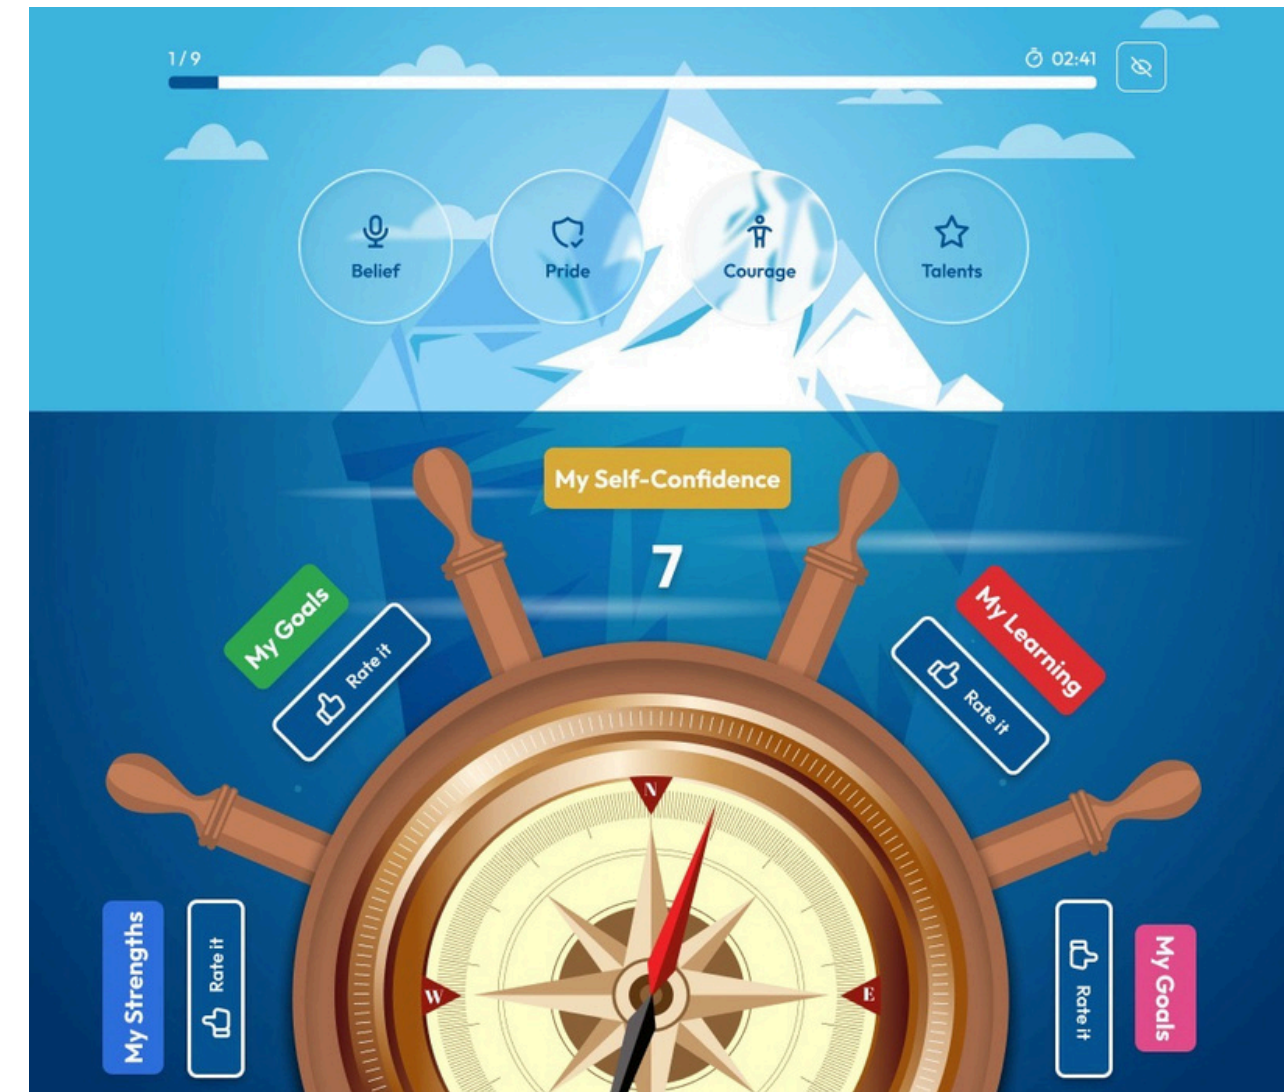 1/9
02:41
Belief
Pride
Courage
Talents
My Self-Confidence
7
My Goals
Rate it
My Learning
Rate it
N
W
E
My Strengths
Rate it
Rate it
My Goals